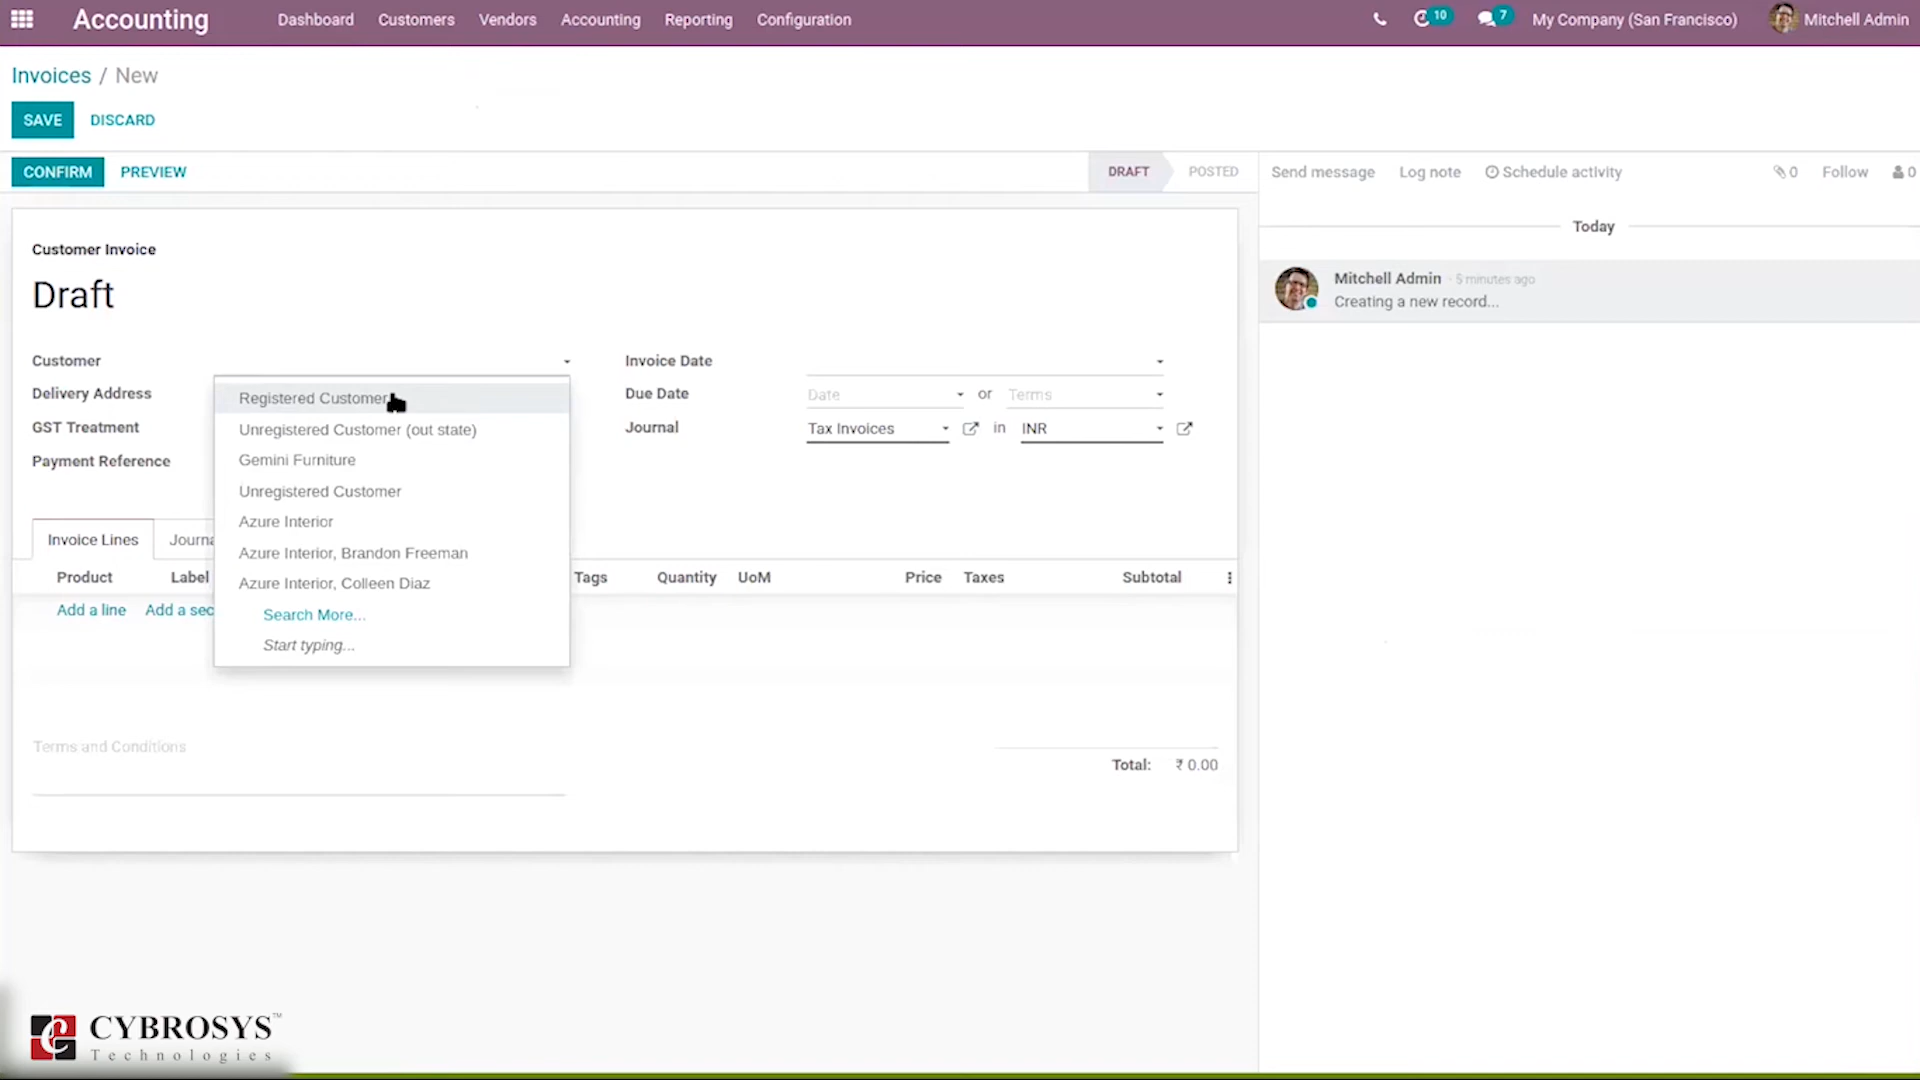 Accounting Dashboard Customers Vendors Accounting Reporting Configuration 10 7 My Company (San Francisco) Mitchell Admin
Invoices / New
SAVE DISCARD
CONFIRM PREVIEW DRAFT POSTED Send message Log note Schedule activity 0 Follow 0
Today
Customer Invoice
Draft
Mitchell Admin - 5 minutes ago
Creating a new record...
Customer Invoice Date
Delivery Address Registered Customer Due Date Date or Terms
GST Treatment Unregistered Customer (out state) Journal Tax Invoices in INR
Payment Reference Gemini Furniture
Unregistered Customer
Azure Interior
Invoice Lines Journa Azure Interior, Brandon Freeman
Product Label Azure Interior, Colleen Diaz Tags Quantity UoM Price Taxes Subtotal
Add a line Add a sec Search More...
Start typing...
Terms and Conditions
Total: ₹ 0.00
CYBROSYS™
Technologies